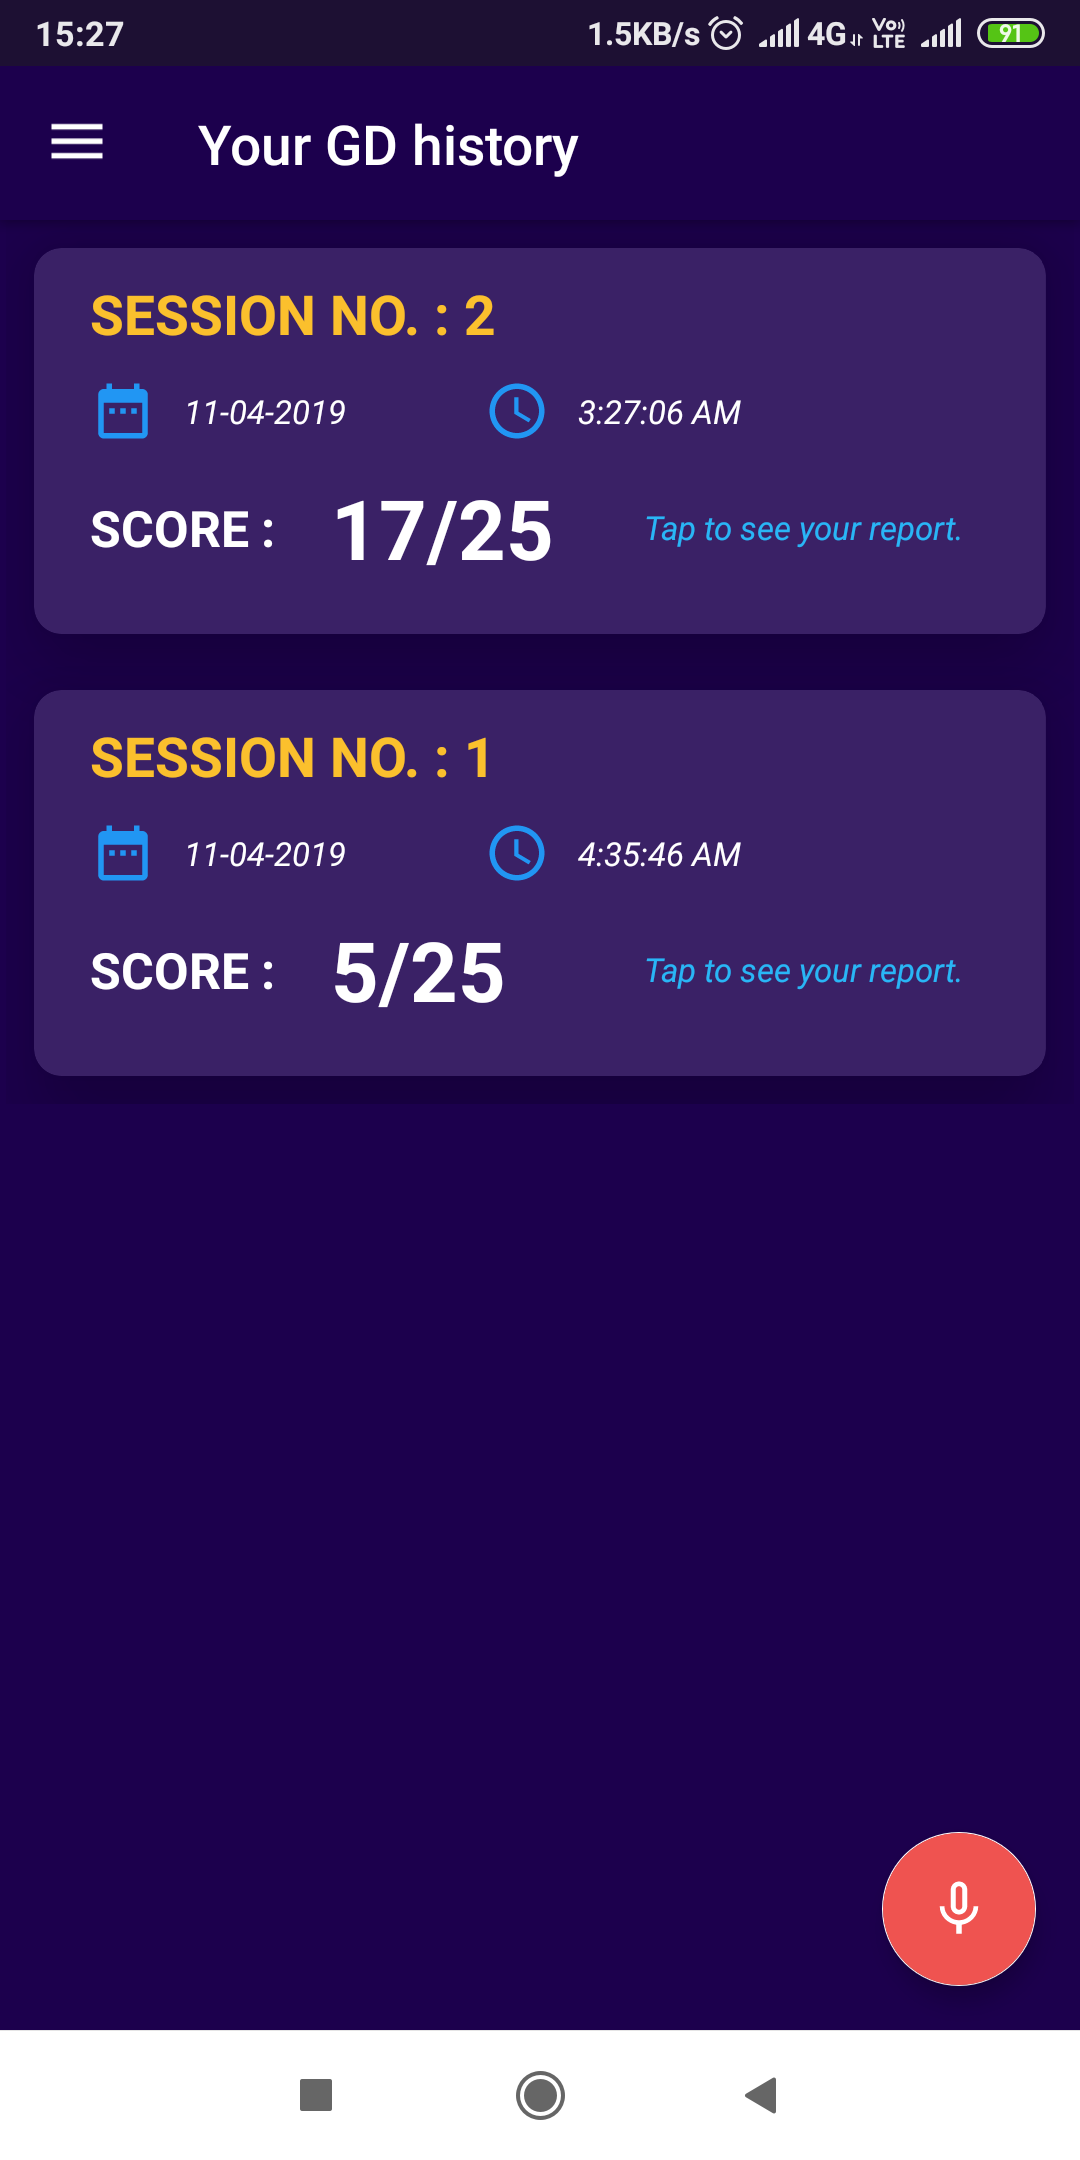 15:27 1.5KB/s 4G VoLTE 91
Your GD history
SESSION NO. : 2
11-04-2019 3:27:06 AM
SCORE : 17/25 Tap to see your report.
SESSION NO. : 1
11-04-2019 4:35:46 AM
SCORE : 5/25 Tap to see your report.